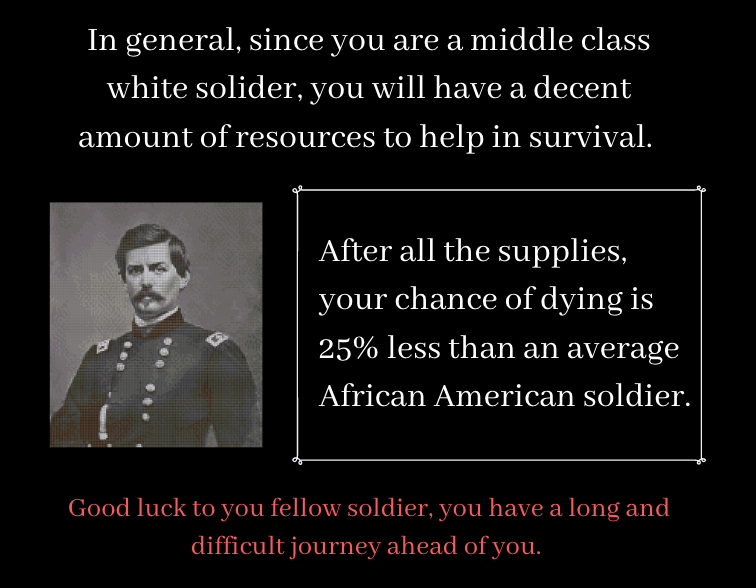 In general, since you are a middle class
white solider, you will have a decent
amount of resources to help in survival.
After all the supplies,
your chance of dying is
25% less than an average
African American soldier.
Good luck to you fellow soldier, you have a long and
difficult journey ahead of you.